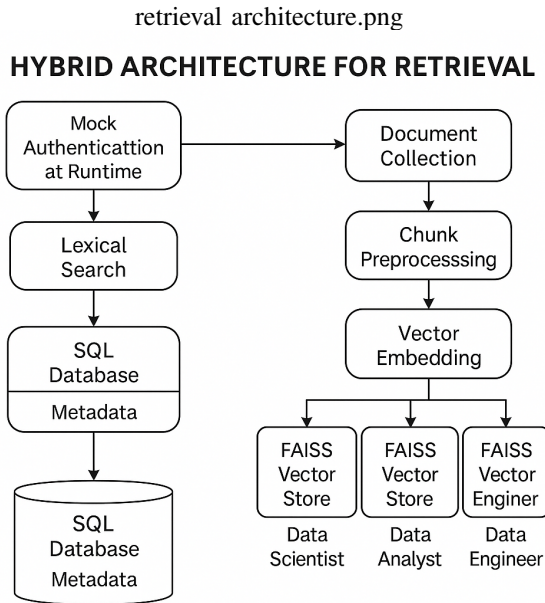 retrieval architecture.png
HYBRID ARCHITECTURE FOR RETRIEVAL
Mock
Authenticattion
at Runtime
Lexical
Search
SQL
Database
Metadata
SQL
Database
Metadata
Document
Collection
Chunk
Preprocesssing
Vector
Embedding
FAISS
Vector
Store
Data
Scientist
FAISS
Vector
Store
Data
Analyst
FAISS
Vector
Enginer
Data
Engineer